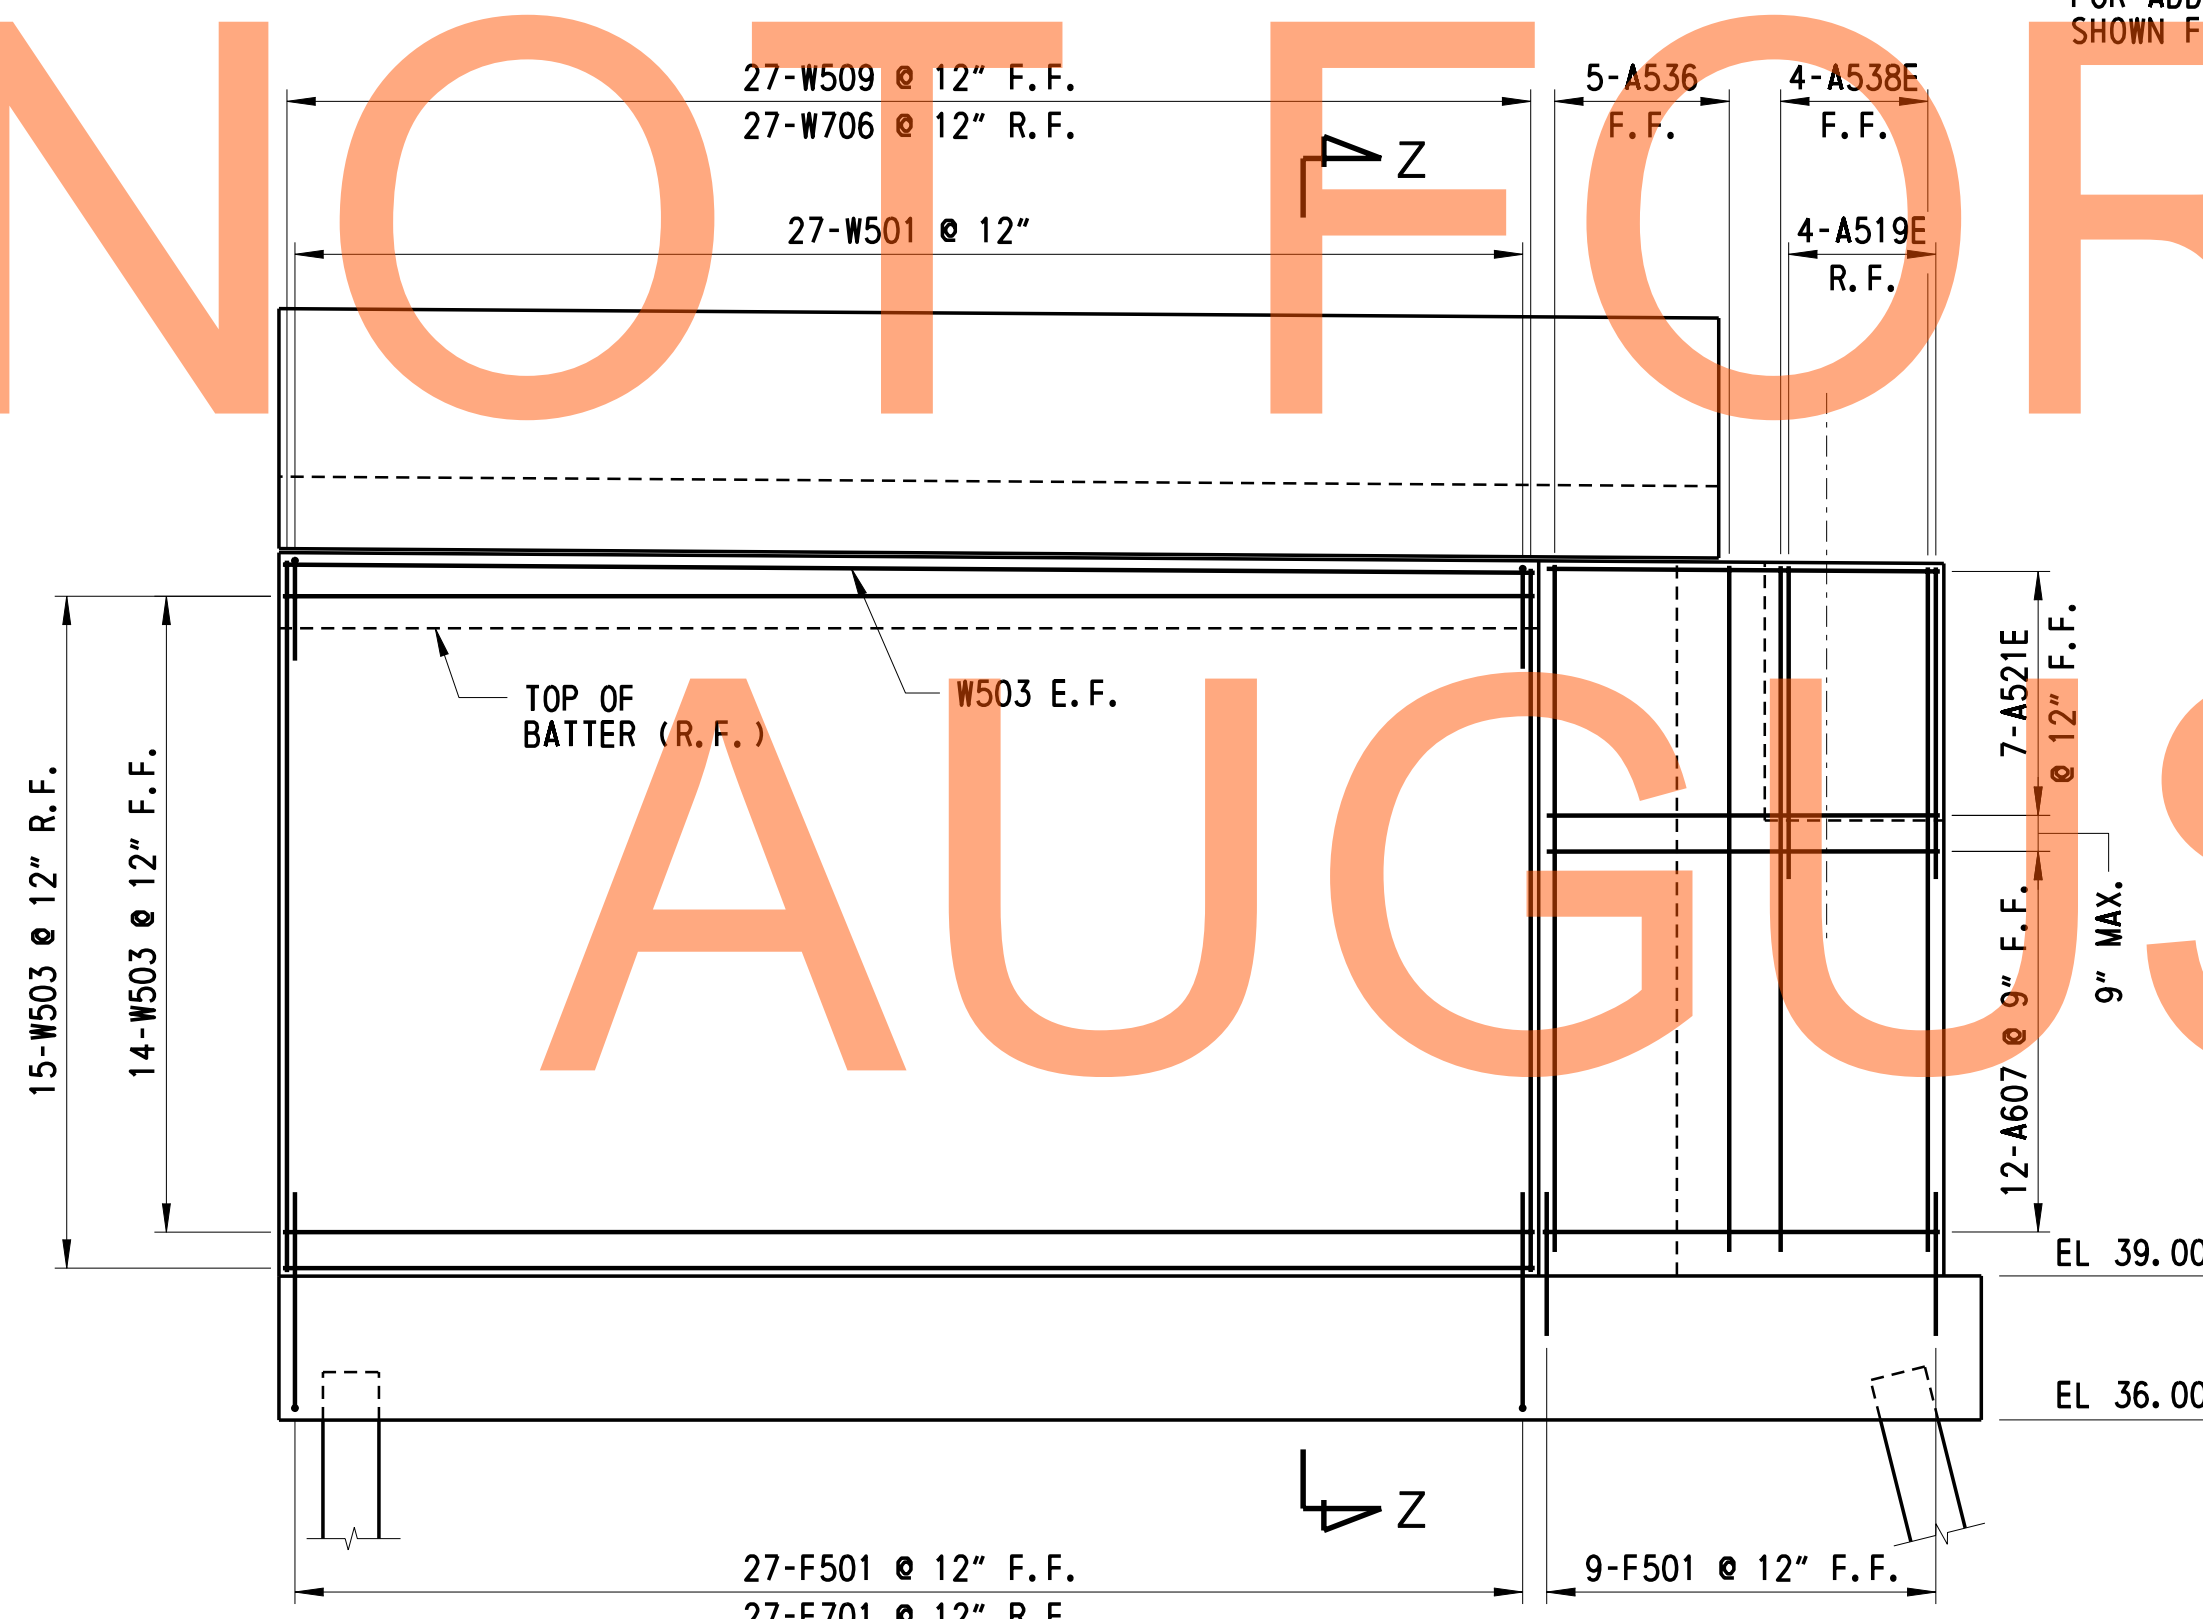 SHOWN F
NOT FOR
27-W509 @ 12" F.F.
27-W706 @ 12" R.F.
5-A536
F.F.
4-A538E
F.F.
Z
27-W501 @ 12"
4-A519E
R.F.
TOP OF
BATTER (R.F.)
W503 E.F.
AUGUS
15-W503 @ 12" R.F.
14-W503 @ 12" F.F.
7-A521E
@ 12" F.F.
9" MAX.
12-A607 @ 9" F.F.
EL 39.00
EL 36.00
Z
27-F501 @ 12" F.F.
9-F501 @ 12" F.F.